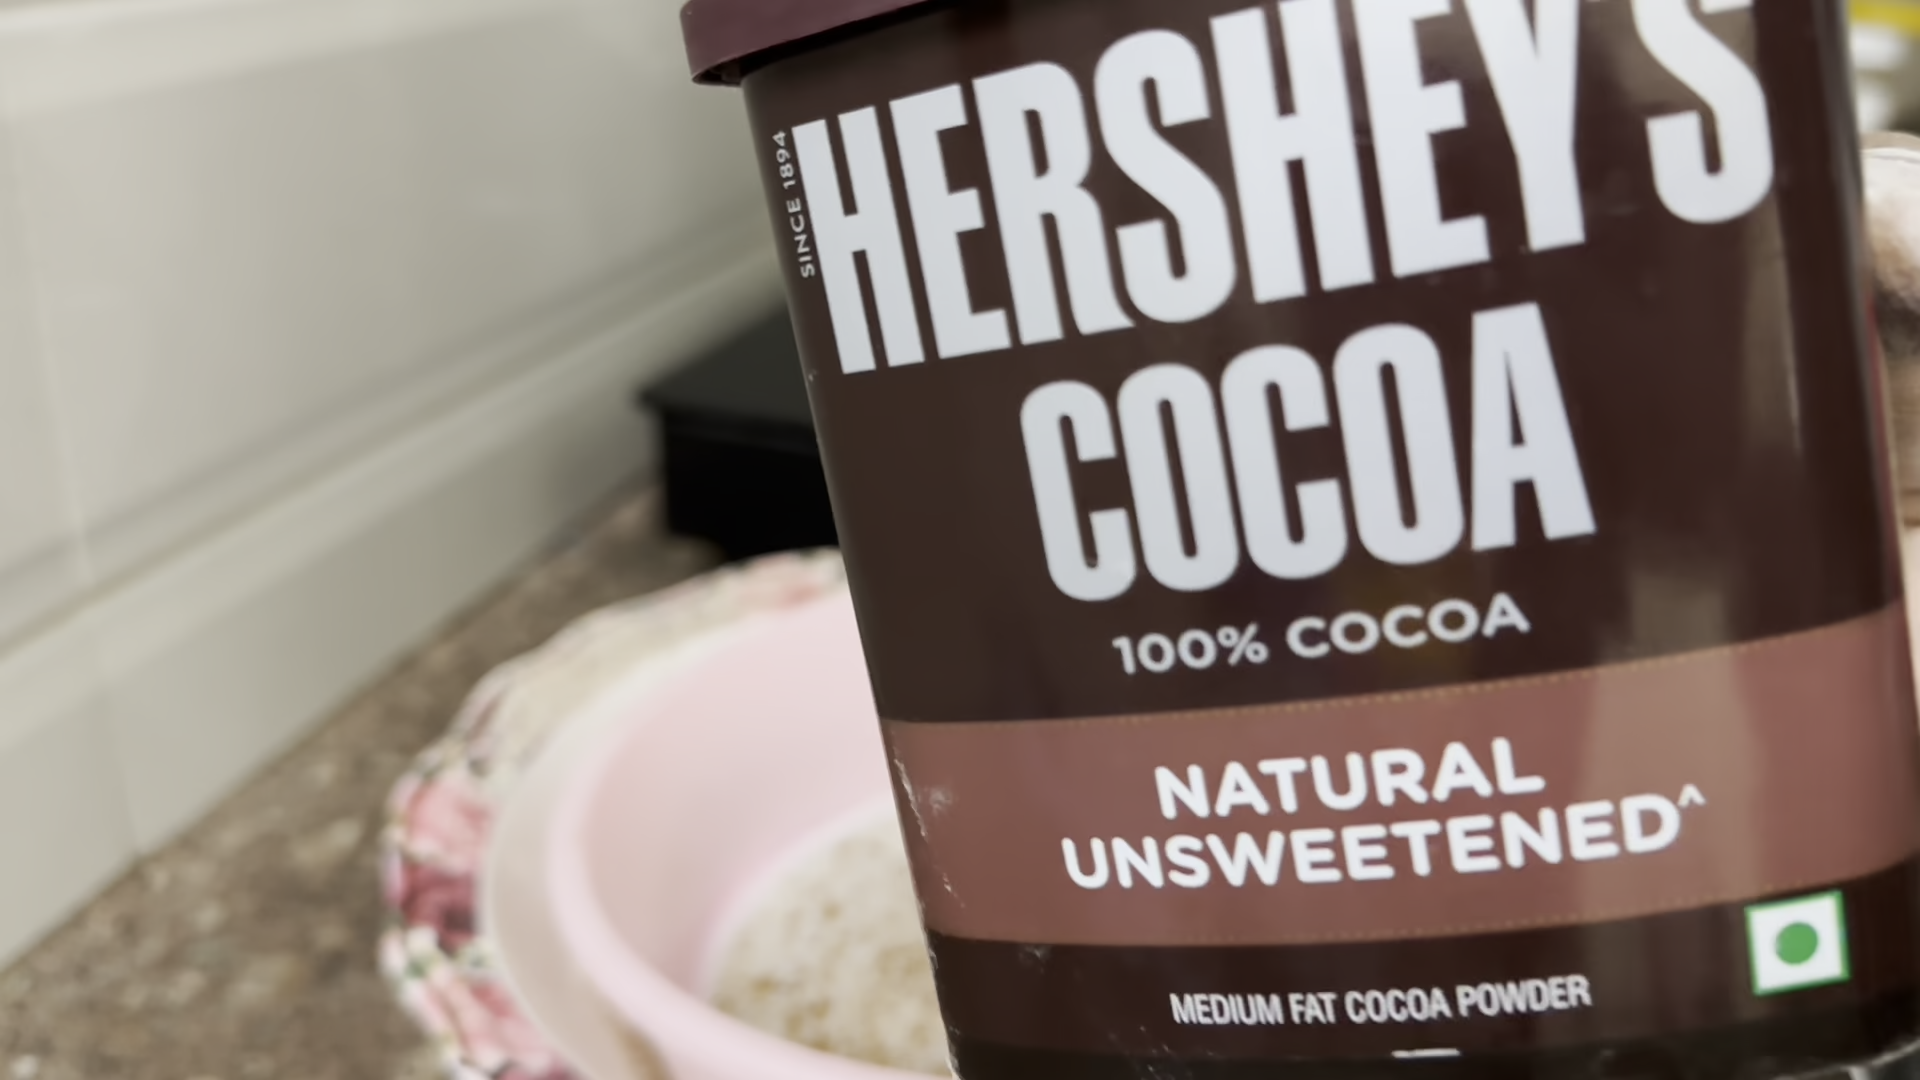 SINCE 1894
HERSHEY'S
COCOA
100% COCOA
NATURAL
UNSWEETENED^
MEDIUM FAT COCOA POWDER